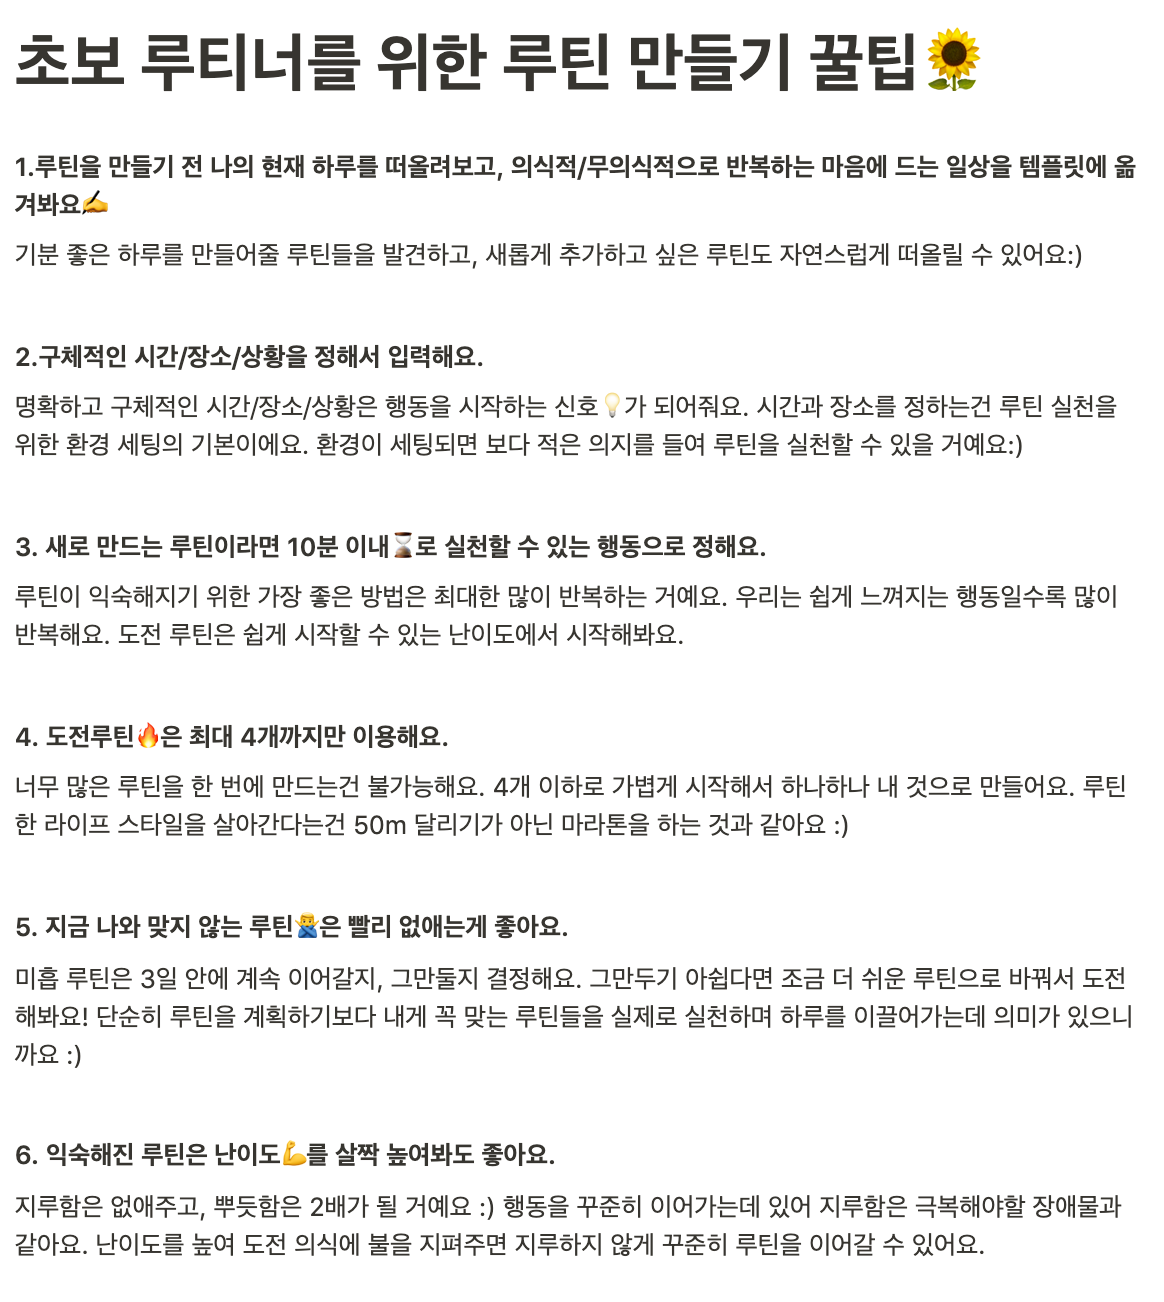 초보 루티너를 위한 루틴 만들기 꿀팁🌻
1.루틴을 만들기 전 나의 현재 하루를 떠올려보고, 의식적/무의식적으로 반복하는 마음에 드는 일상을 템플릿에 옮
겨봐요✍️
기분 좋은 하루를 만들어줄 루틴들을 발견하고, 새롭게 추가하고 싶은 루틴도 자연스럽게 떠올릴 수 있어요:)
2.구체적인 시간/장소/상황을 정해서 입력해요.
명확하고 구체적인 시간/장소/상황은 행동을 시작하는 신호💡가 되어줘요. 시간과 장소를 정하는건 루틴 실천을
위한 환경 세팅의 기본이에요. 환경이 세팅되면 보다 적은 의지를 들여 루틴을 실천할 수 있을 거예요:)
3. 새로 만드는 루틴이라면 10분 이내⌛로 실천할 수 있는 행동으로 정해요.
루틴이 익숙해지기 위한 가장 좋은 방법은 최대한 많이 반복하는 거예요. 우리는 쉽게 느껴지는 행동일수록 많이
반복해요. 도전 루틴은 쉽게 시작할 수 있는 난이도에서 시작해봐요.
4. 도전루틴🔥은 최대 4개까지만 이용해요.
너무 많은 루틴을 한 번에 만드는건 불가능해요. 4개 이하로 가볍게 시작해서 하나하나 내 것으로 만들어요. 루틴
한 라이프 스타일을 살아간다는건 50m 달리기가 아닌 마라톤을 하는 것과 같아요 :)
5. 지금 나와 맞지 않는 루틴🙅‍♂️은 빨리 없애는게 좋아요.
미흡 루틴은 3일 안에 계속 이어갈지, 그만둘지 결정해요. 그만두기 아쉽다면 조금 더 쉬운 루틴으로 바꿔서 도전
해봐요! 단순히 루틴을 계획하기보다 내게 꼭 맞는 루틴들을 실제로 실천하며 하루를 이끌어가는데 의미가 있으니
까요 :)
6. 익숙해진 루틴은 난이도💪를 살짝 높여봐도 좋아요.
지루함은 없애주고, 뿌듯함은 2배가 될 거예요 :) 행동을 꾸준히 이어가는데 있어 지루함은 극복해야할 장애물과
같아요. 난이도를 높여 도전 의식에 불을 지펴주면 지루하지 않게 꾸준히 루틴을 이어갈 수 있어요.